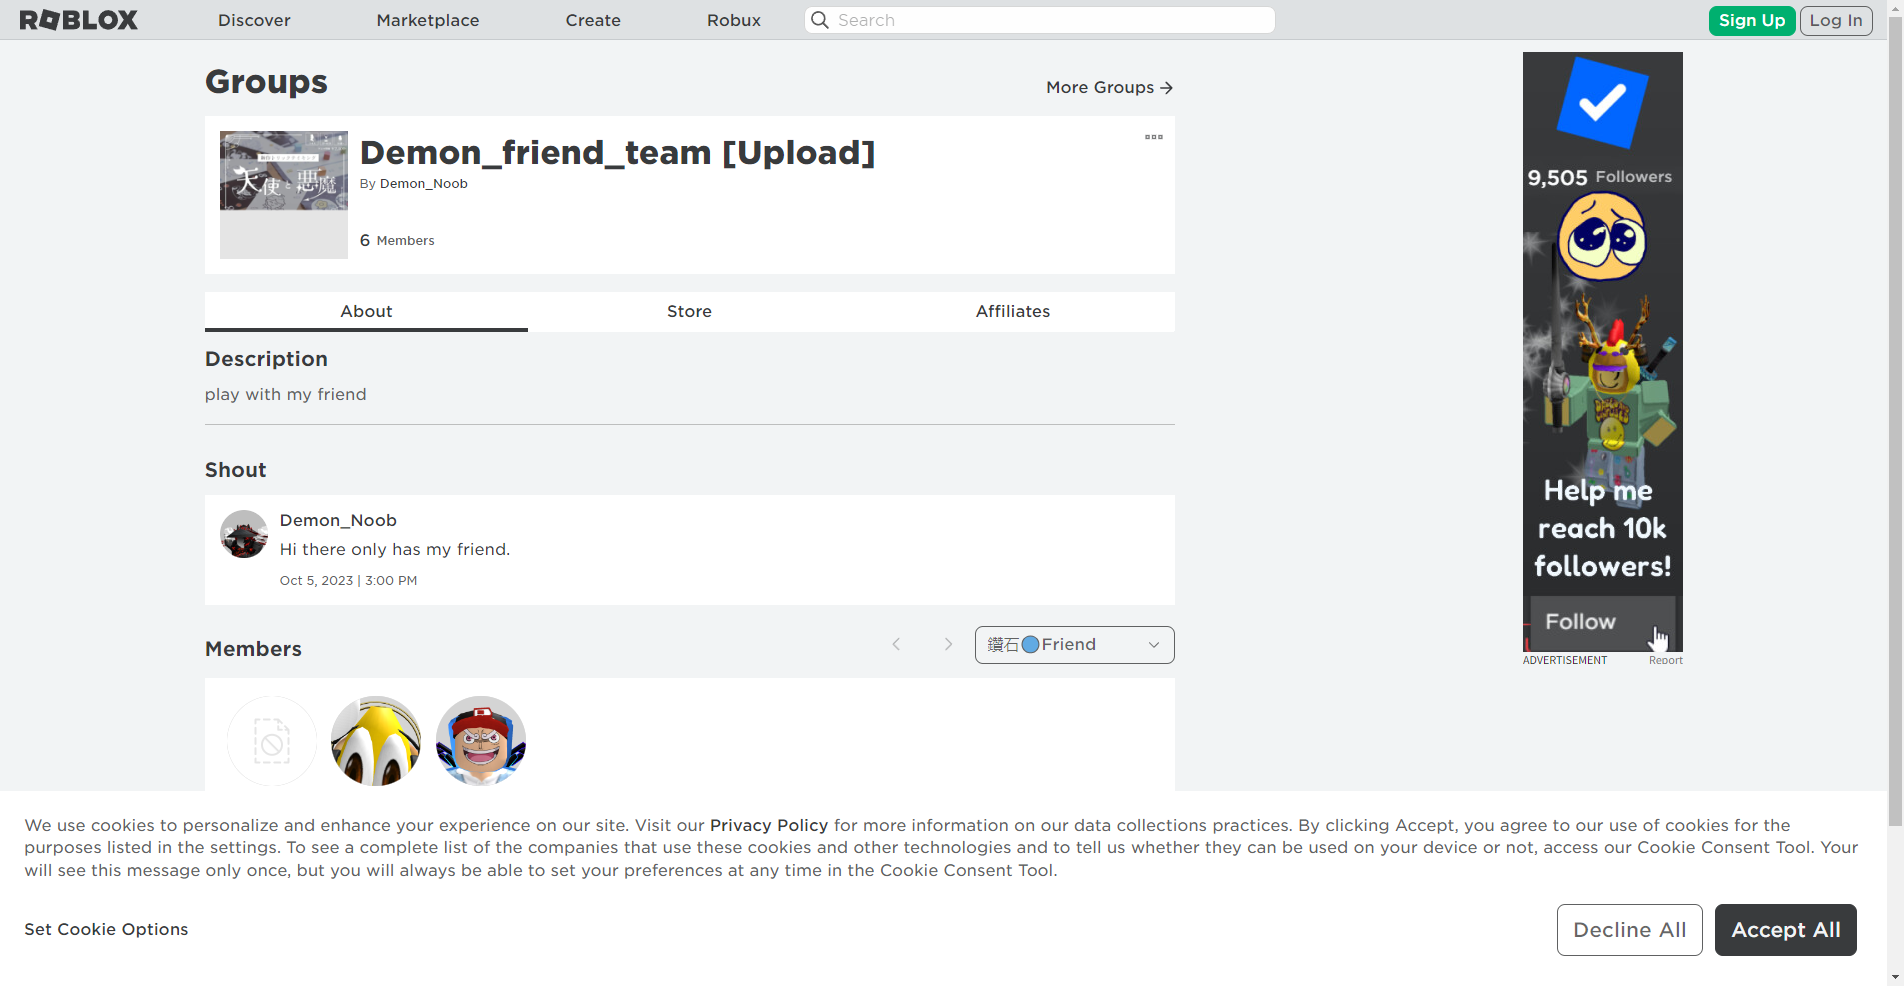 ROBLOX
Discover
Marketplace
Create
Robux
Search
Sign Up
Log In
Groups
More Groups →
天使と悪魔
Demon_friend_team [Upload]
By Demon_Noob
6 Members
About
Store
Affiliates
Description
play with my friend
Shout
Demon_Noob
Hi there only has my friend.
Oct 5, 2023 | 3:00 PM
Members
鑽石🔵Friend
9,505 Followers
Help me
reach 10k
followers!
Follow
ADVERTISEMENT
Report
We use cookies to personalize and enhance your experience on our site. Visit our Privacy Policy for more information on our data collections practices. By clicking Accept, you agree to our use of cookies for the
purposes listed in the settings. To see a complete list of the companies that use these cookies and other technologies and to tell us whether they can be used on your device or not, access our Cookie Consent Tool. Your
will see this message only once, but you will always be able to set your preferences at any time in the Cookie Consent Tool.
Set Cookie Options
Decline All
Accept All